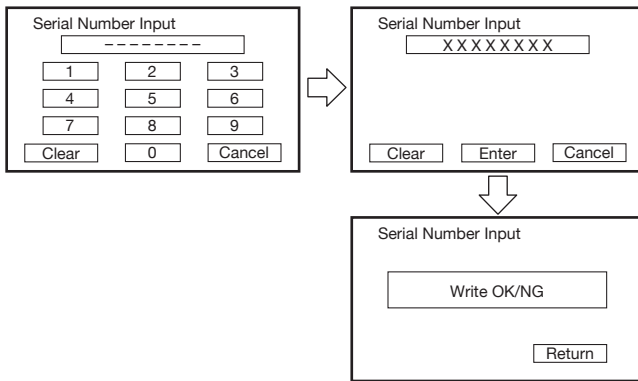 Serial Number Input
– – – – – – – –
1 2 3
4 5 6
7 8 9
Clear 0 Cancel
Serial Number Input
X X X X X X X X
Clear Enter Cancel
Serial Number Input
Write OK/NG
Return